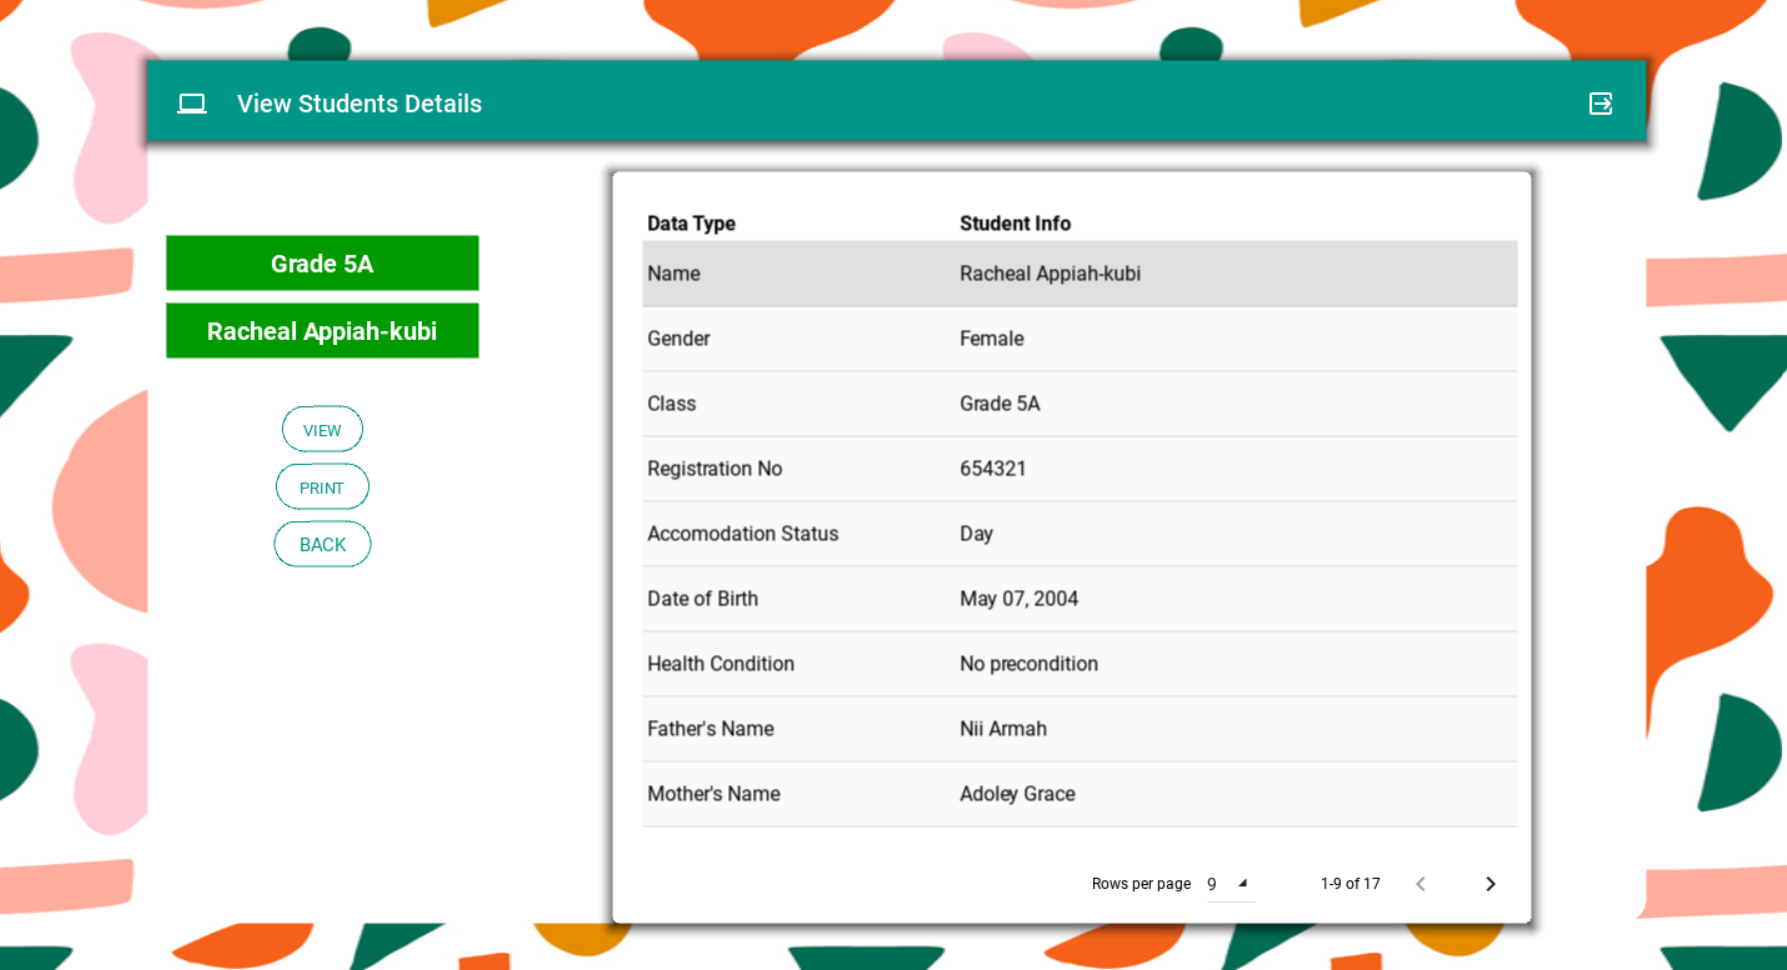 View Students Details
Grade 5A
Racheal Appiah-kubi
VIEW
PRINT
BACK
Data Type Student Info
Name Racheal Appiah-kubi
Gender Female
Class Grade 5A
Registration No 654321
Accomodation Status Day
Date of Birth May 07, 2004
Health Condition No precondition
Father's Name Nii Armah
Mother's Name Adoley Grace
Rows per page 9 1-9 of 17